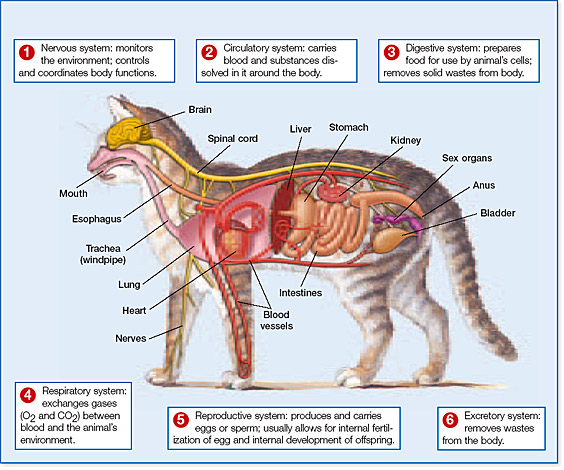 1 Nervous system: monitors
the environment; controls
and coordinates body functions.
2 Circulatory system: carries
blood and substances dis-
solved in it around the body.
3 Digestive system: prepares
food for use by animal's cells;
removes solid wastes from body.
Brain
Spinal cord
Liver
Stomach
Kidney
Sex organs
Anus
Bladder
Mouth
Esophagus
Trachea
(windpipe)
Lung
Heart
Nerves
Intestines
Blood
vessels
4 Respiratory system:
exchanges gases
(O2 and CO2) between
blood and the animal's
environment.
5 Reproductive system: produces and carries
eggs or sperm; usually allows for internal fertil-
ization of egg and internal development of offspring.
6 Excretory system:
removes wastes
from the body.